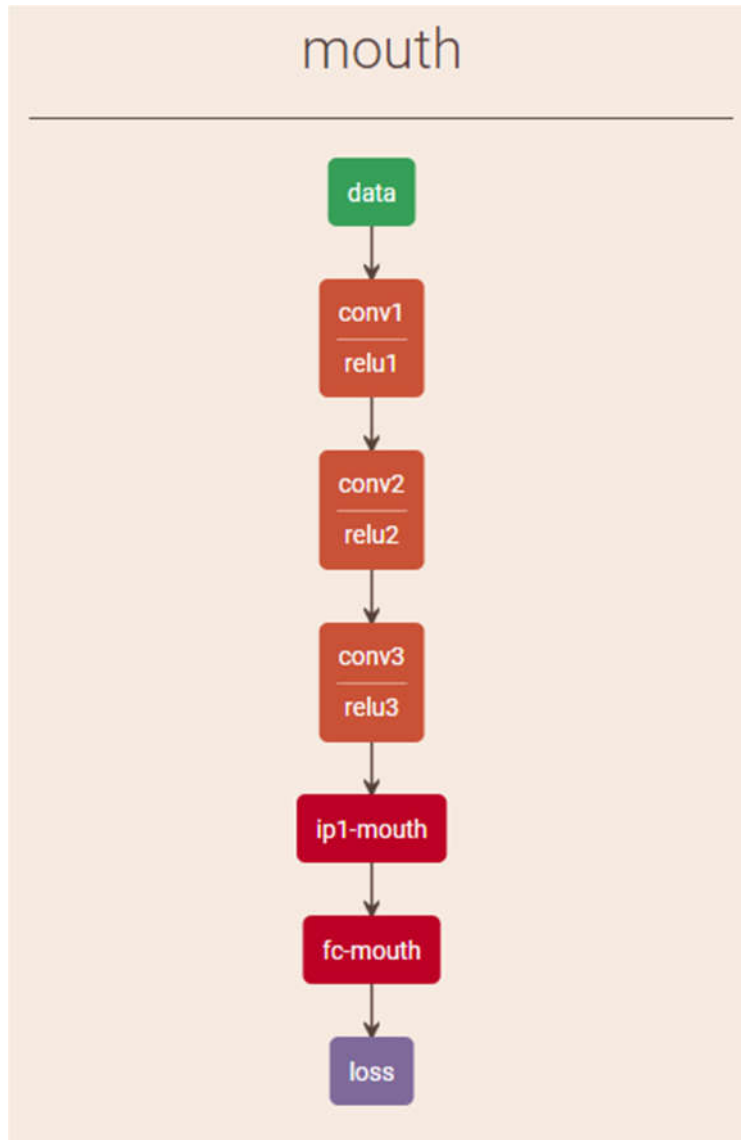 mouth
data
conv1
relu1
conv2
relu2
conv3
relu3
ip1-mouth
fc-mouth
loss